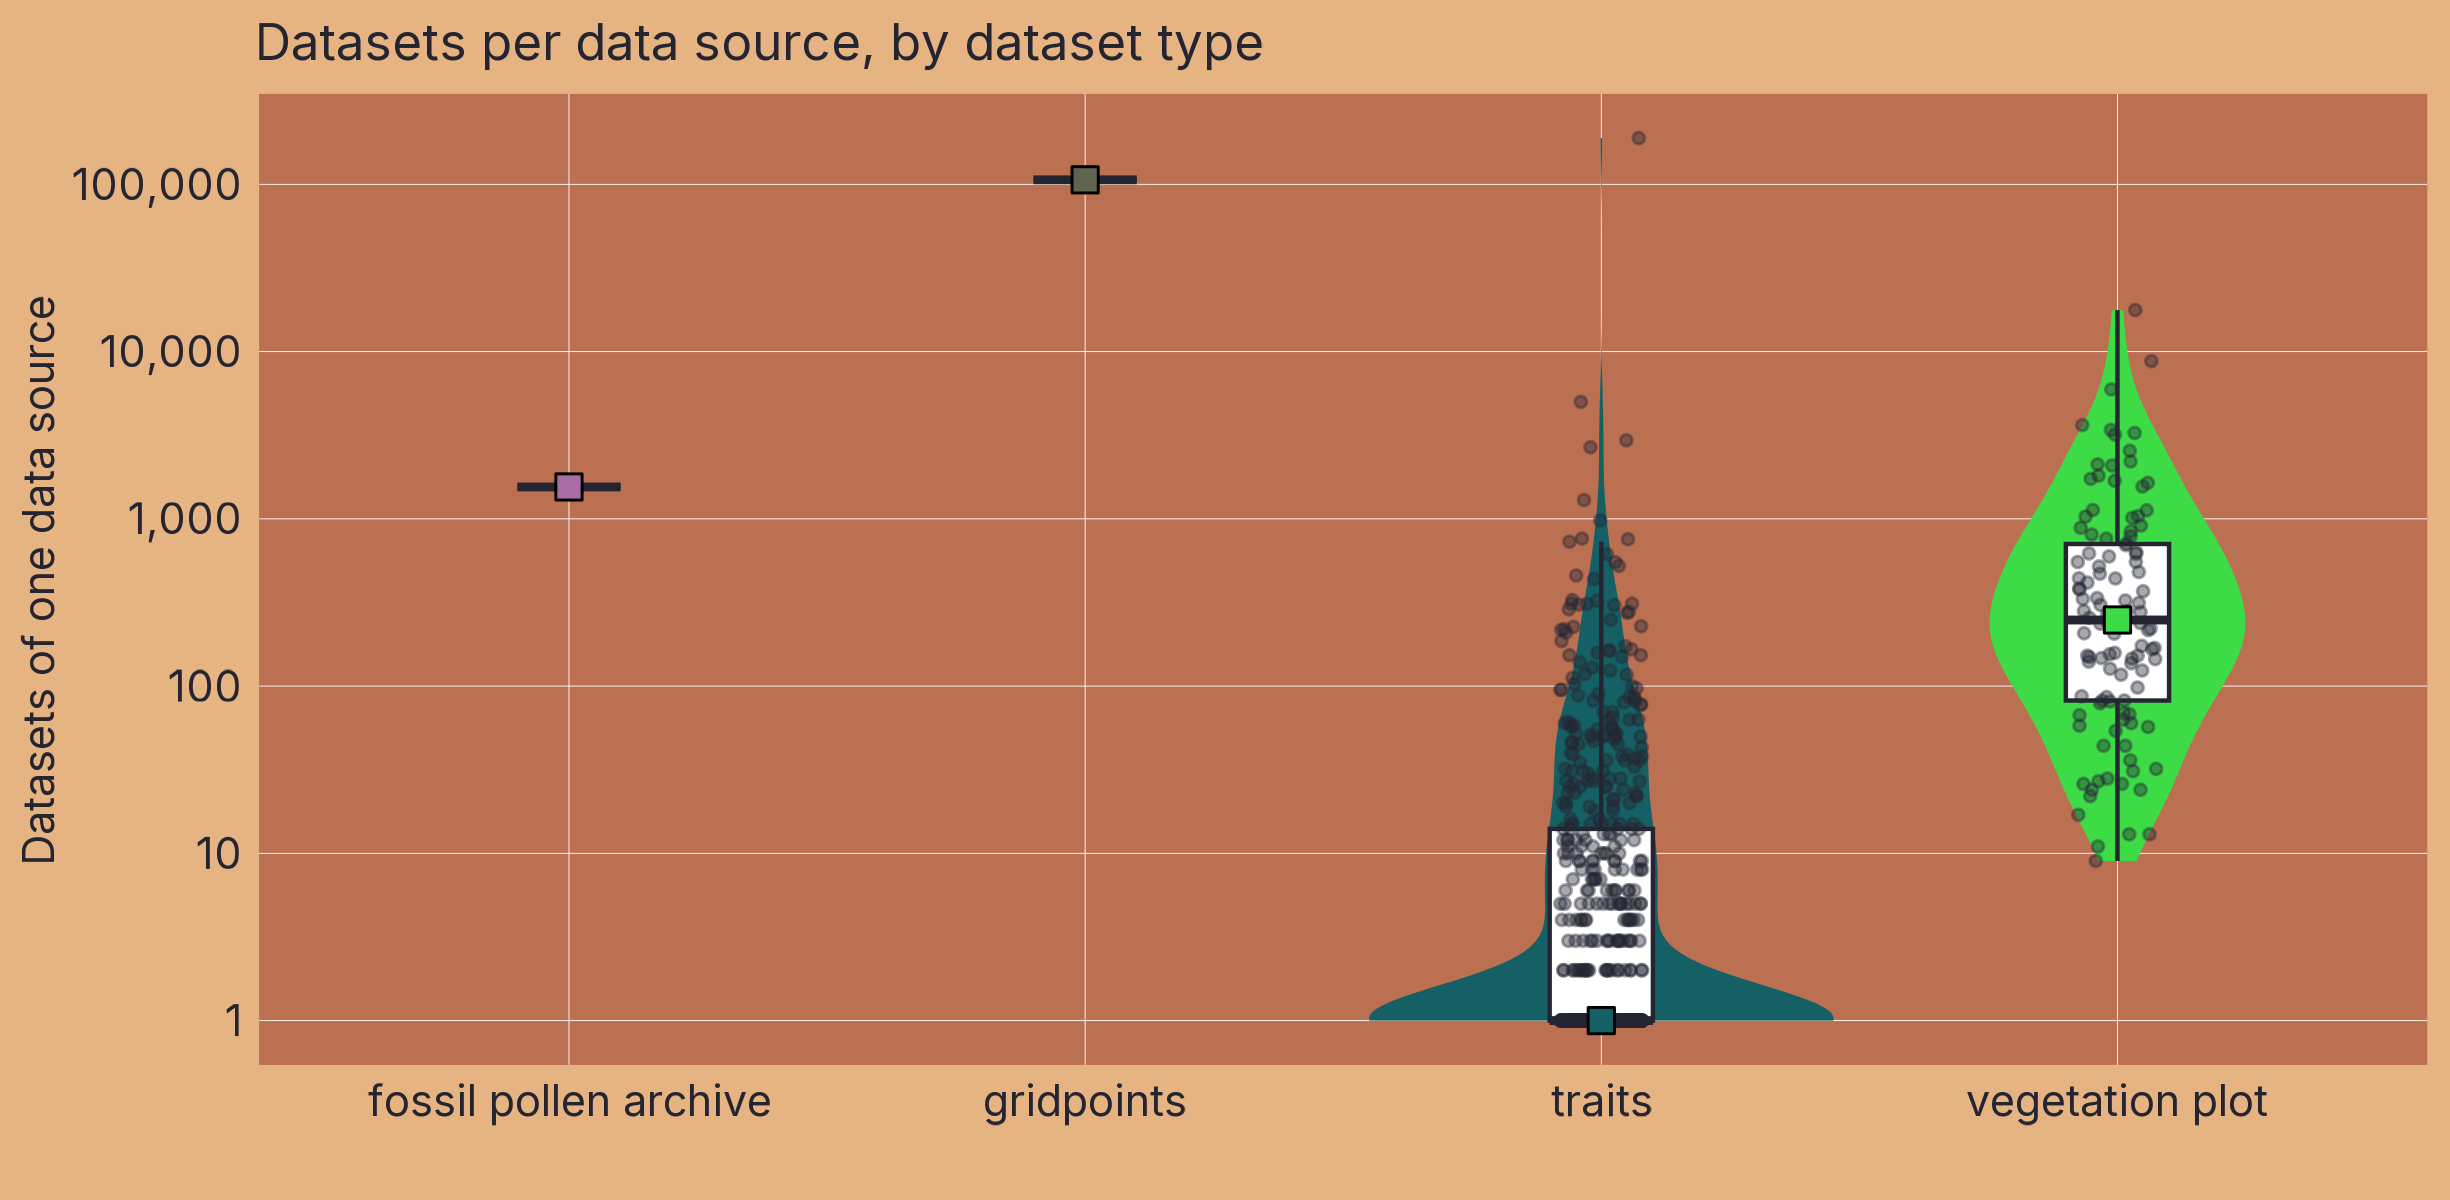 Datasets per data source, by dataset type
Datasets of one data source
100,000
10,000
1,000
100
10
1
fossil pollen archive
gridpoints
traits
vegetation plot